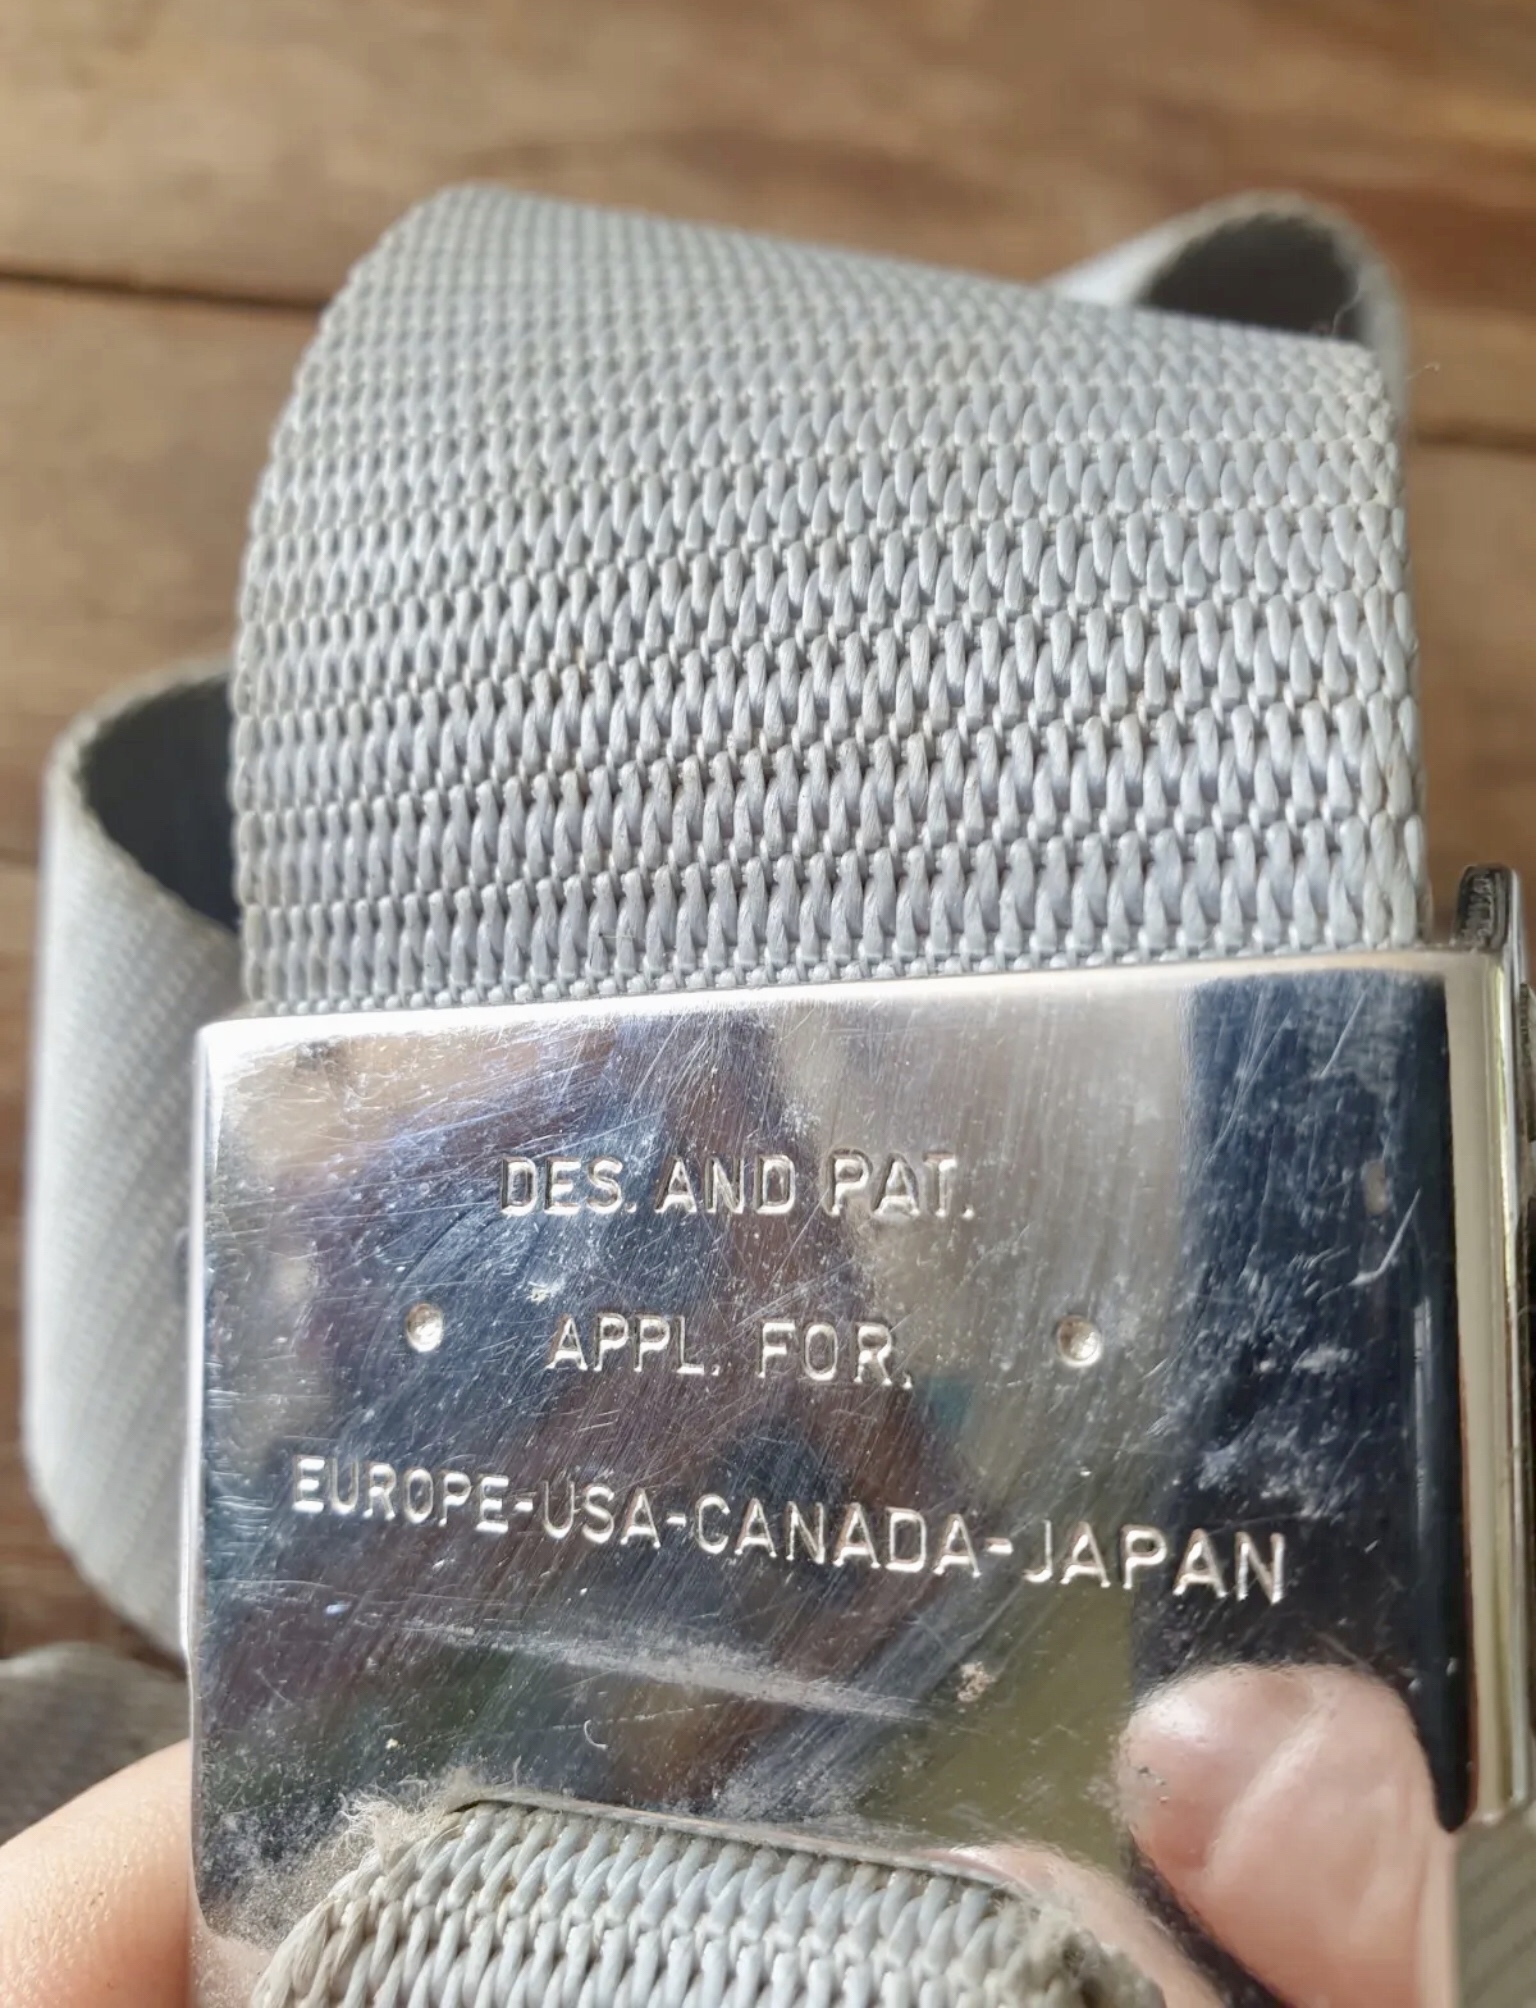 DES. AND PAT.
APPL. FOR.
EUROPE-USA-CANADA-JAPAN